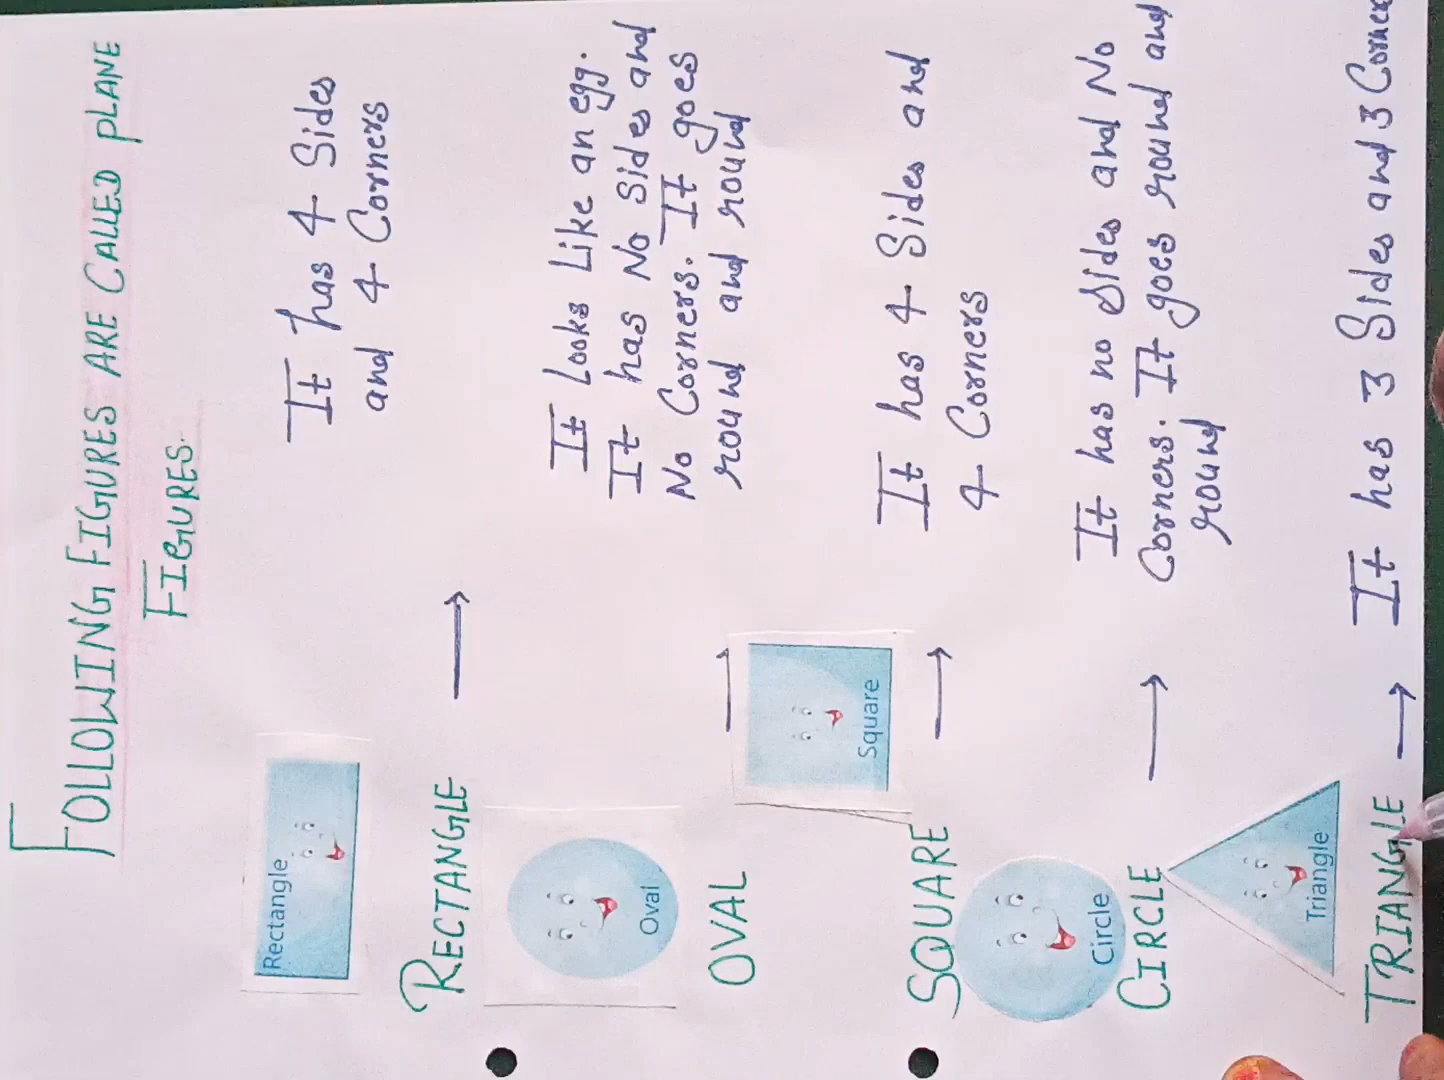 FOLLOWING FIGURES ARE CALLED PLANE
FIGURES.
Rectangle
RECTANGLE →
It has 4 Sides
and 4 Corners
Oval
OVAL →
It Looks Like an egg.
It has No Sides and
No Corners. It goes
round and round
Square
SQUARE →
It has 4 Sides and
4 Corners
Circle
CIRCLE →
It has no Sides and No
Corners. It goes round and
round
Triangle
TRIANGLE → It has 3 Sides and 3 Corners